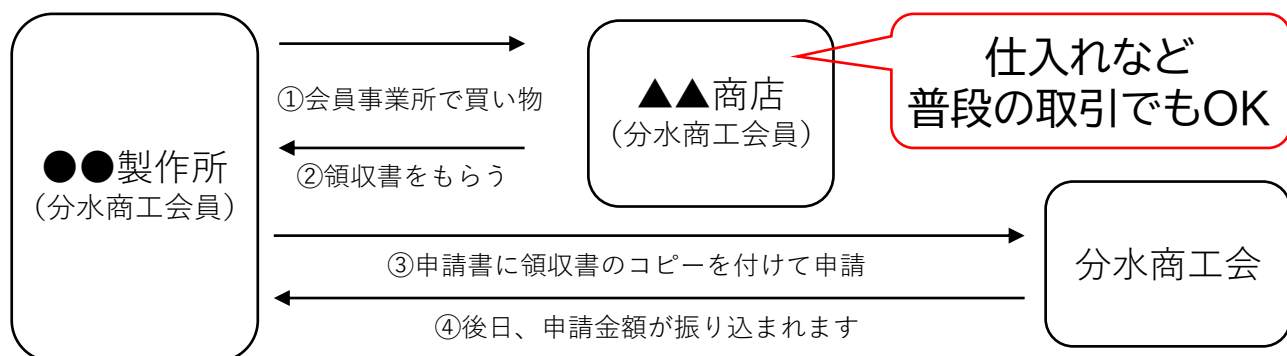 ●●製作所
(分水商工会員)
①会員事業所で買い物
②領収書をもらう
▲▲商店
(分水商工会員)
仕入れなど
普段の取引でもOK
③申請書に領収書のコピーを付けて申請
④後日、申請金額が振り込まれます
分水商工会